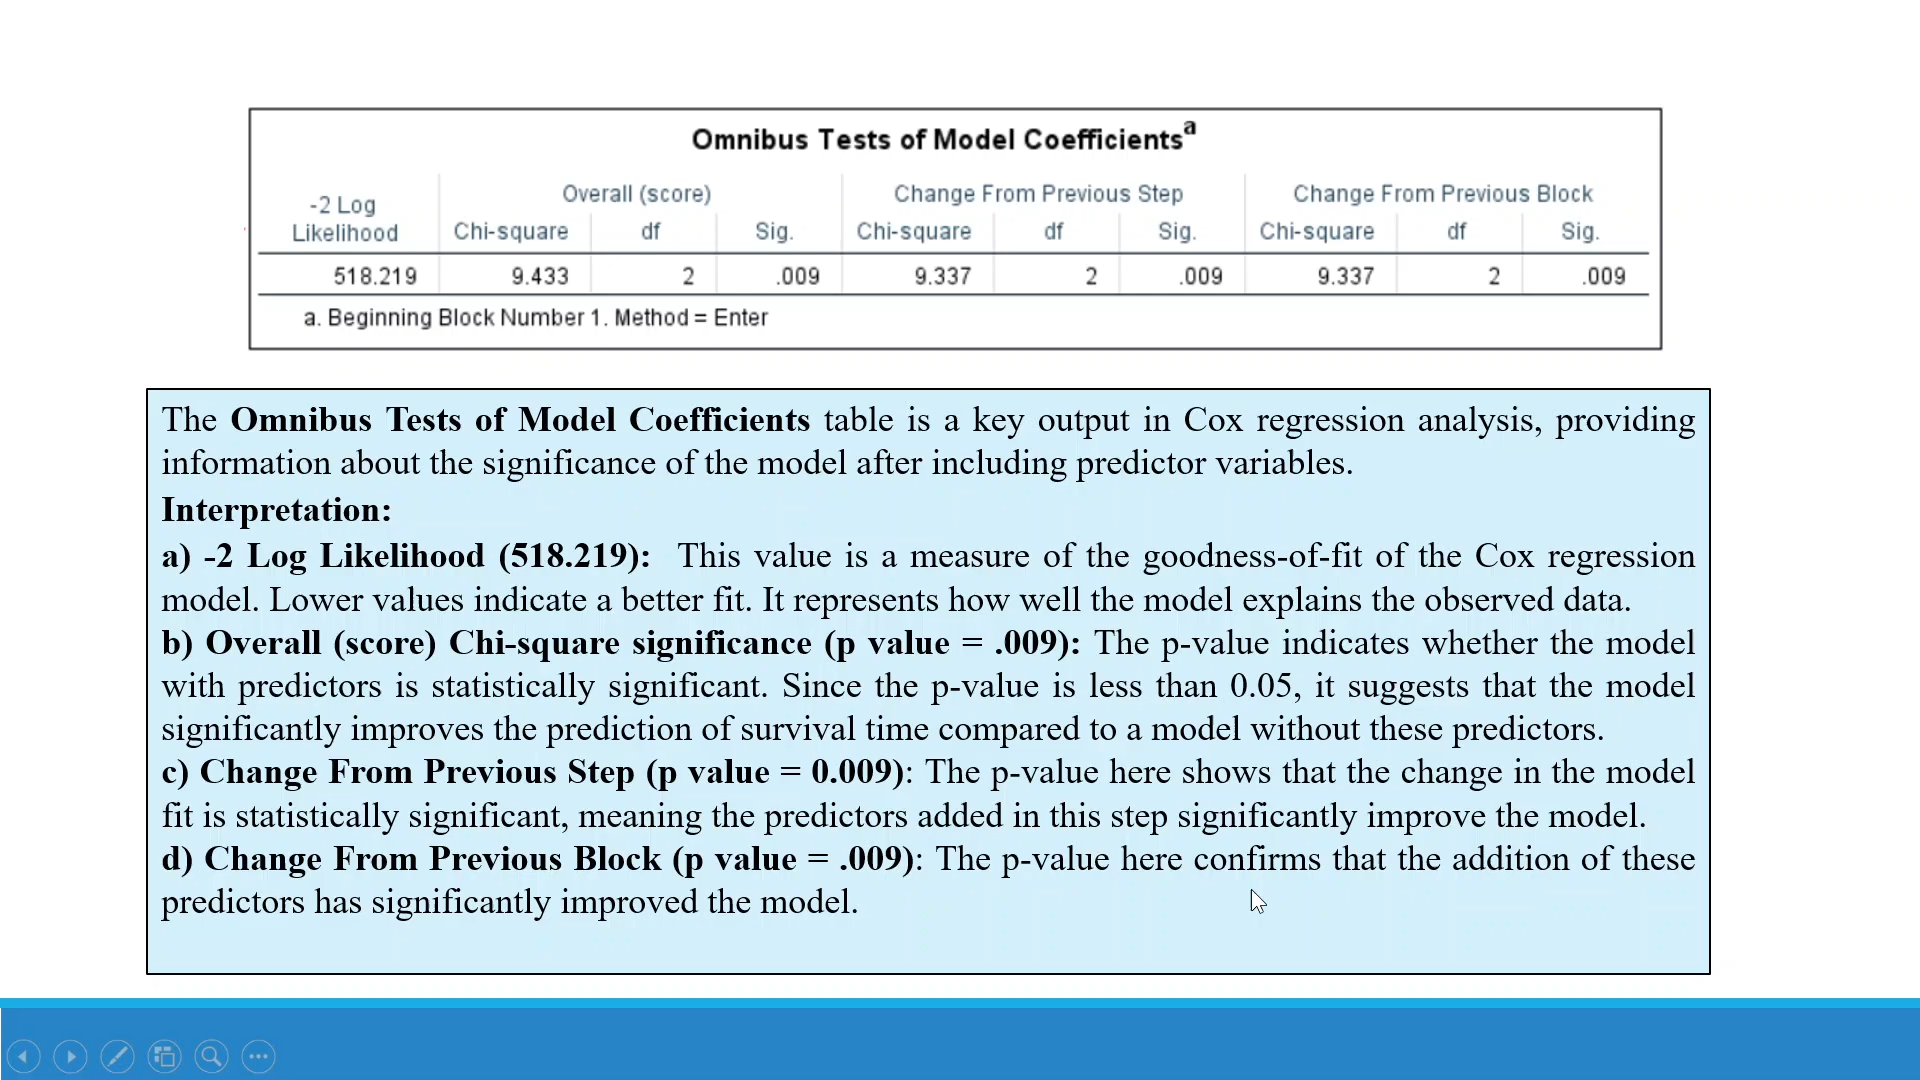 Omnibus Tests of Model Coefficientsa
Overall (score) Change From Previous Step Change From Previous Block
-2 Log
Likelihood Chi-square df Sig. Chi-square df Sig. Chi-square df Sig.
518.219 9.433 2 .009 9.337 2 .009 9.337 2 .009
a. Beginning Block Number 1. Method = Enter
The Omnibus Tests of Model Coefficients table is a key output in Cox regression analysis, providing
information about the significance of the model after including predictor variables.
Interpretation:
a) -2 Log Likelihood (518.219): This value is a measure of the goodness-of-fit of the Cox regression
model. Lower values indicate a better fit. It represents how well the model explains the observed data.
b) Overall (score) Chi-square significance (p value = .009): The p-value indicates whether the model
with predictors is statistically significant. Since the p-value is less than 0.05, it suggests that the model
significantly improves the prediction of survival time compared to a model without these predictors.
c) Change From Previous Step (p value = 0.009): The p-value here shows that the change in the model
fit is statistically significant, meaning the predictors added in this step significantly improve the model.
d) Change From Previous Block (p value = .009): The p-value here confirms that the addition of these
predictors has significantly improved the model.